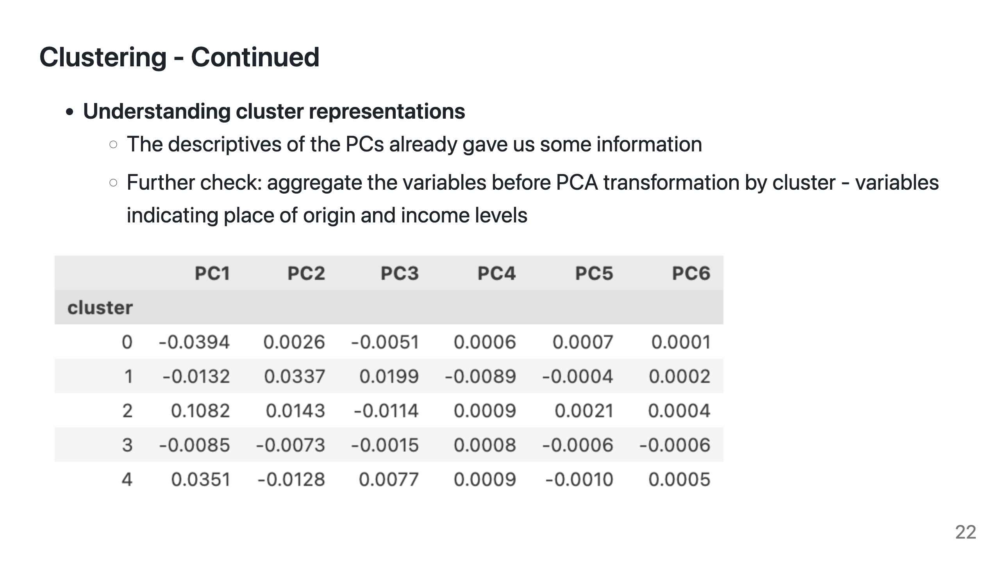 Clustering - Continued
• Understanding cluster representations
○ The descriptives of the PCs already gave us some information
○ Further check: aggregate the variables before PCA transformation by cluster - variables
indicating place of origin and income levels
PC1 PC2 PC3 PC4 PC5 PC6
cluster
0 -0.0394 0.0026 -0.0051 0.0006 0.0007 0.0001
1 -0.0132 0.0337 0.0199 -0.0089 -0.0004 0.0002
2 0.1082 0.0143 -0.0114 0.0009 0.0021 0.0004
3 -0.0085 -0.0073 -0.0015 0.0008 -0.0006 -0.0006
4 0.0351 -0.0128 0.0077 0.0009 -0.0010 0.0005
22